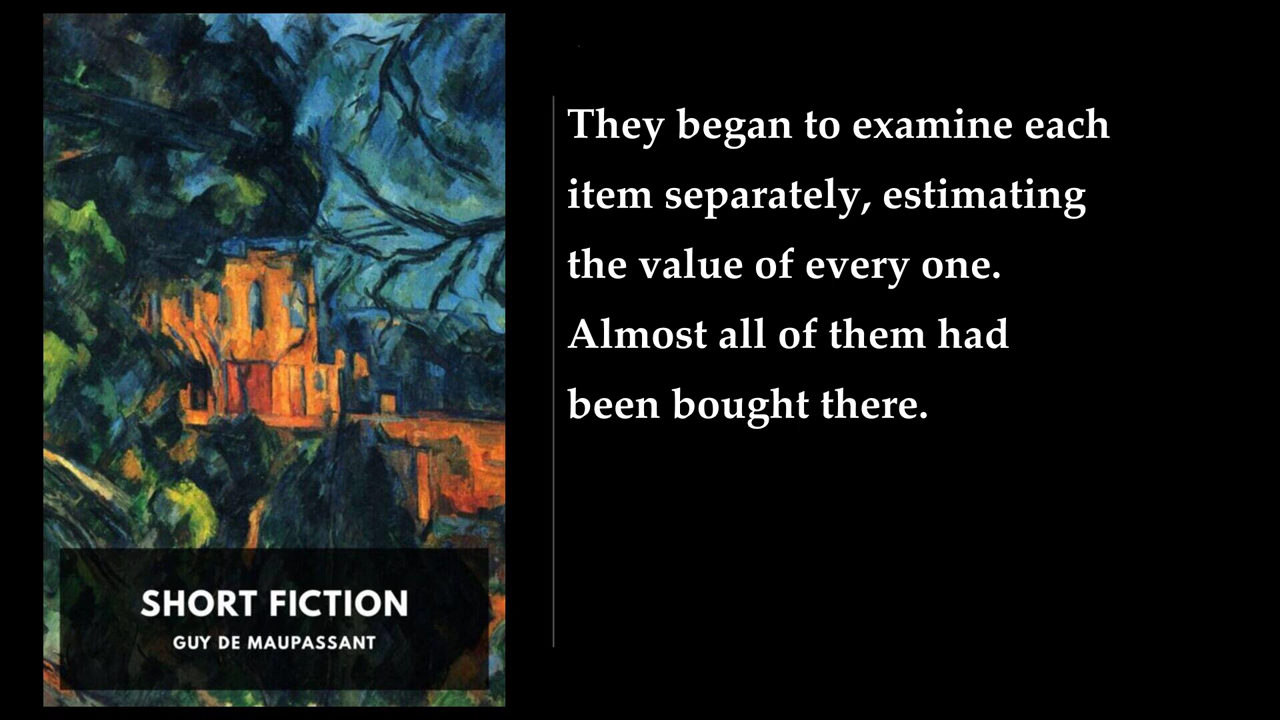 They began to examine each
item separately, estimating
the value of every one.
Almost all of them had
been bought there.
SHORT FICTION
GUY DE MAUPASSANT